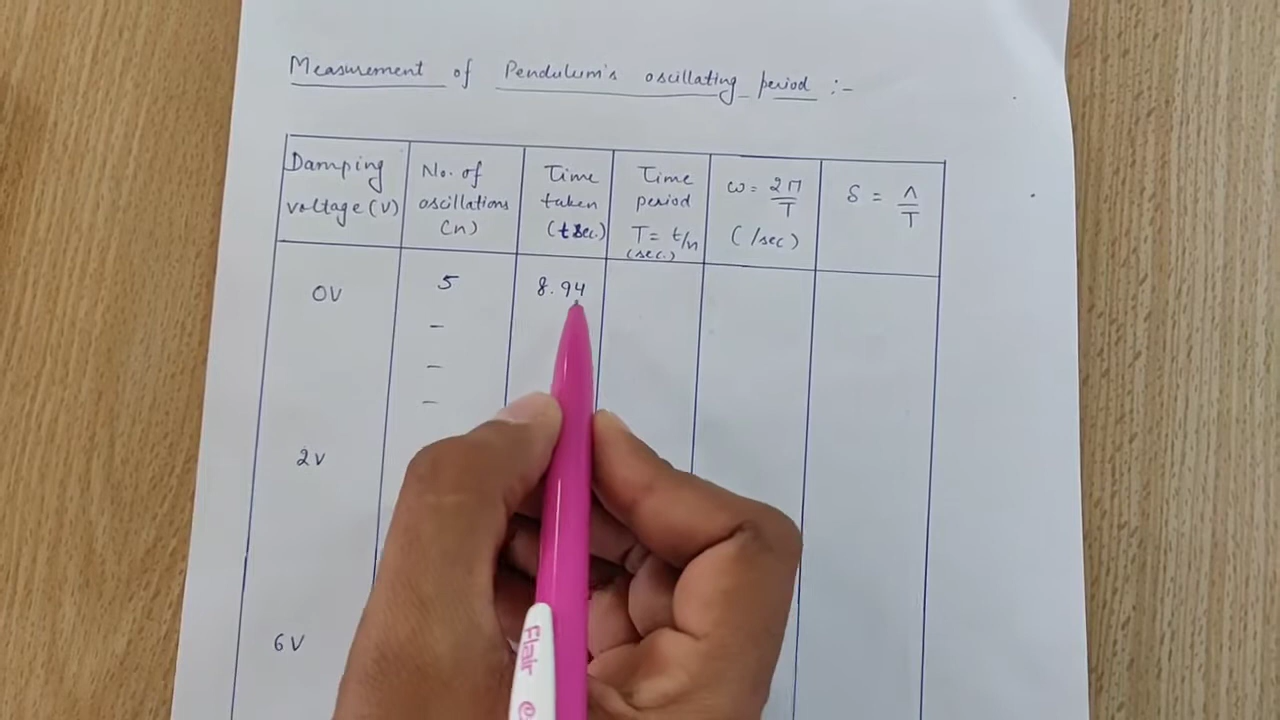 Measurement of Pendulum's oscillating period :-
Damping voltage (V)
No. of oscillations (n)
Time taken (t sec.)
Time period T = t/n (sec.)
ω = 2Π/T (/sec)
δ = Λ/T
0V 5 8.94
-
-
-
2V
6V
Flair